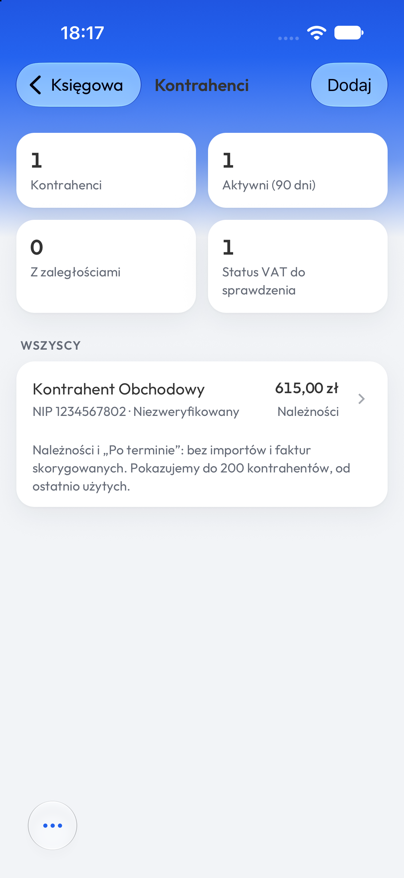 18:17
Księgowa
Kontrahenci
Dodaj
1
Kontrahenci
1
Aktywni (90 dni)
0
Z zaległościami
1
Status VAT do
sprawdzenia
WSZYSCY
Kontrahent Obchodowy
615,00 zł
NIP 1234567802 · Niezweryfikowany
Należności
Należności i „Po terminie”: bez importów i faktur
skorygowanych. Pokazujemy do 200 kontrahentów, od
ostatnio użytych.